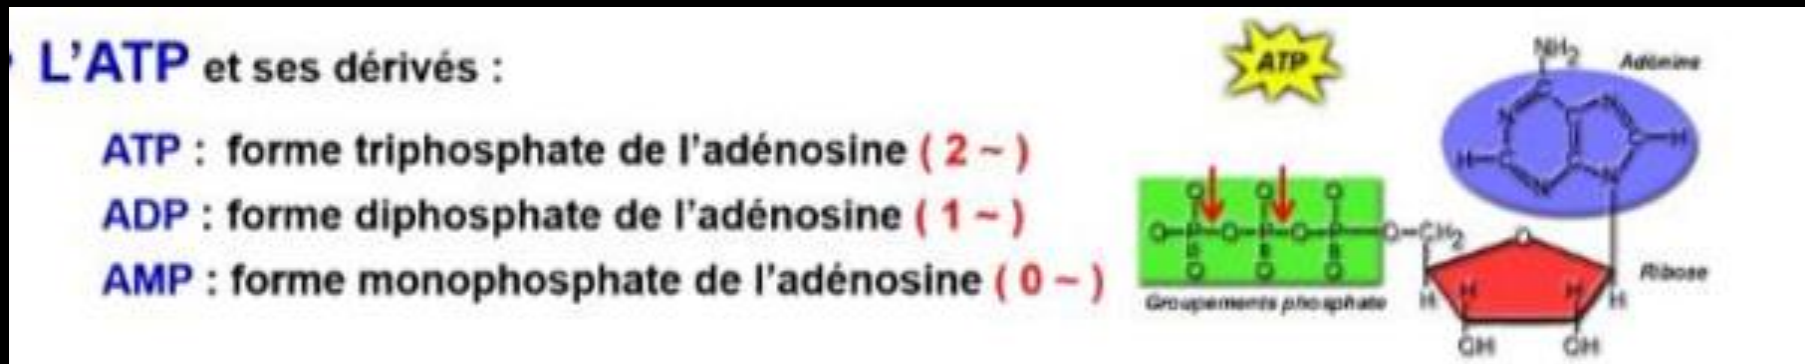 L'ATP et ses dérivés :
ATP : forme triphosphate de l'adénosine ( 2 ~ )
ADP : forme diphosphate de l'adénosine ( 1 ~ )
AMP : forme monophosphate de l'adénosine ( 0 ~ )
ATP
NH2
Adénine
N
C
N
H
C
N
C
H
N
O O O
O P O P O P O CH2
O O O
Groupements phosphate
O
Ribose
H H H H
OH OH